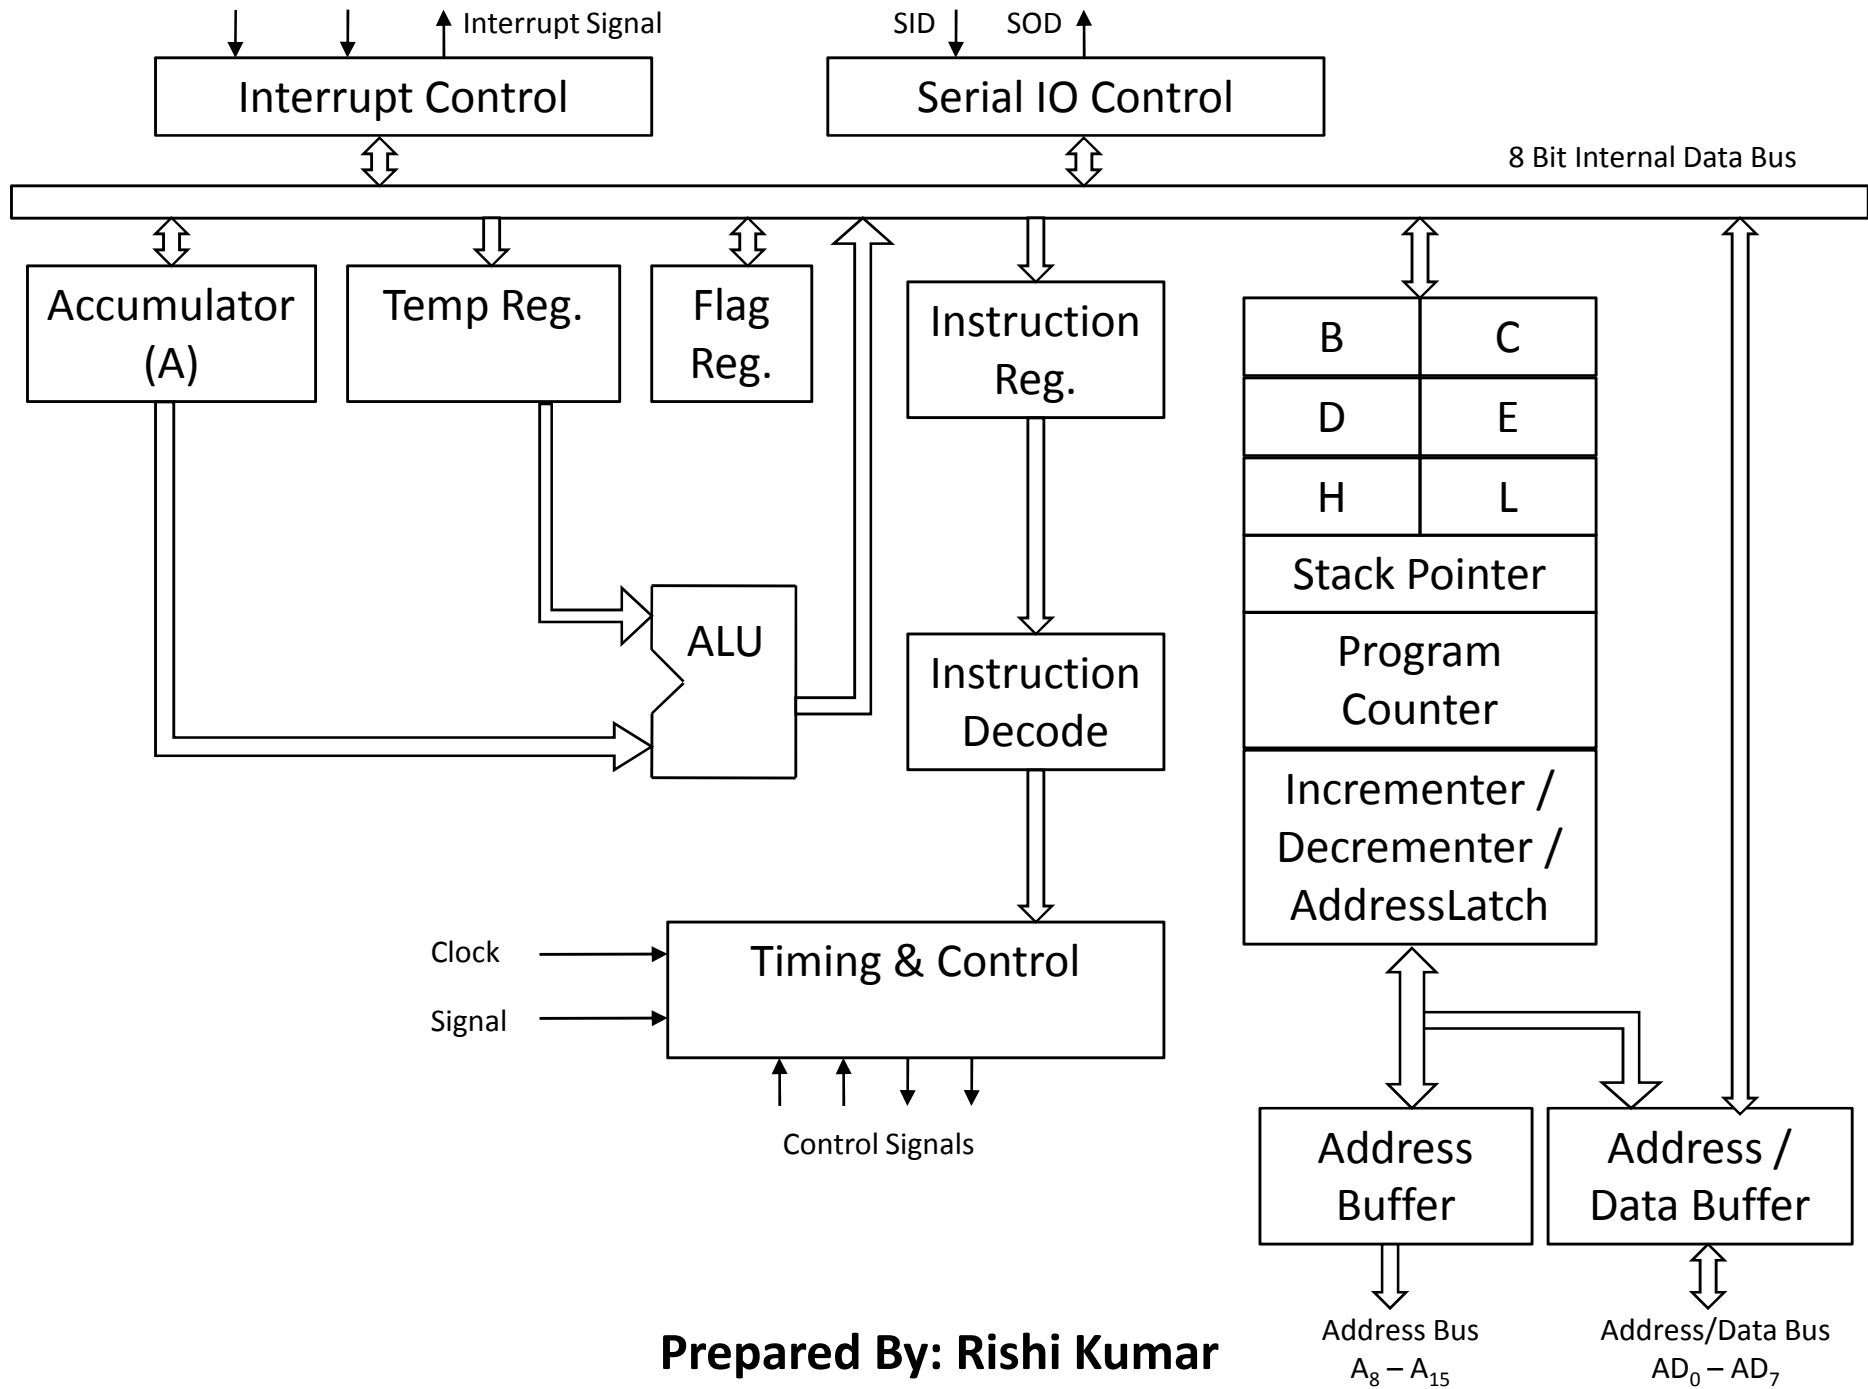 Interrupt Signal
SID
SOD
Interrupt Control
Serial IO Control
8 Bit Internal Data Bus
Accumulator
(A)
Temp Reg.
Flag
Reg.
Instruction
Reg.
B
C
D
E
H
L
Stack Pointer
Program
Counter
Incrementer /
Decrementer /
AddressLatch
ALU
Instruction
Decode
Clock
Signal
Timing & Control
Control Signals
Address
Buffer
Address /
Data Buffer
Address Bus
A₈ – A₁₅
Address/Data Bus
AD₀ – AD₇
Prepared By: Rishi Kumar